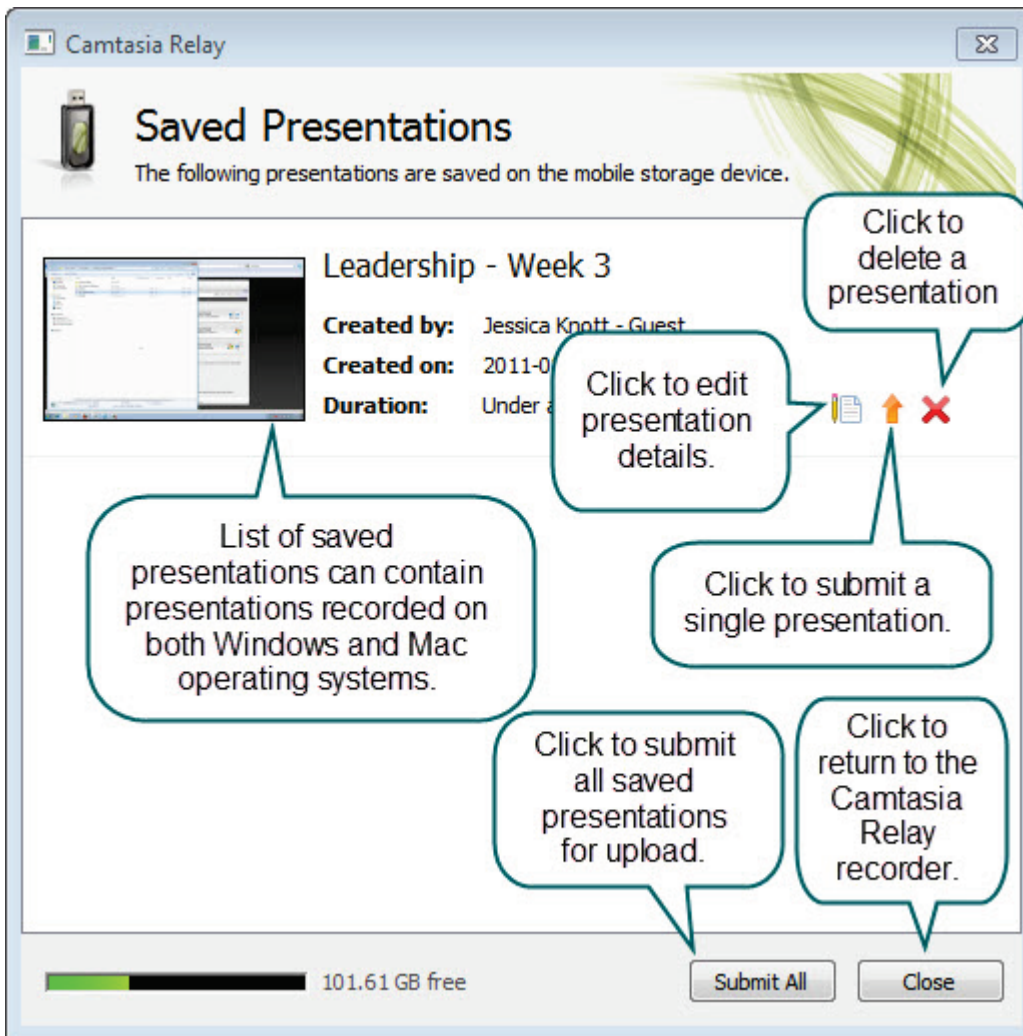 Camtasia Relay
Saved Presentations
The following presentations are saved on the mobile storage device.
Click to
delete a
presentation
Leadership - Week 3
Created by: Jessica Knott - Guest
Created on: 2011-0
Duration: Under a
Click to edit
presentation
details.
List of saved
presentations can contain
presentations recorded on
both Windows and Mac
operating systems.
Click to submit a
single presentation.
Click to submit
all saved
presentations
for upload.
Click to
return to the
Camtasia
Relay
recorder.
101.61 GB free
Submit All
Close